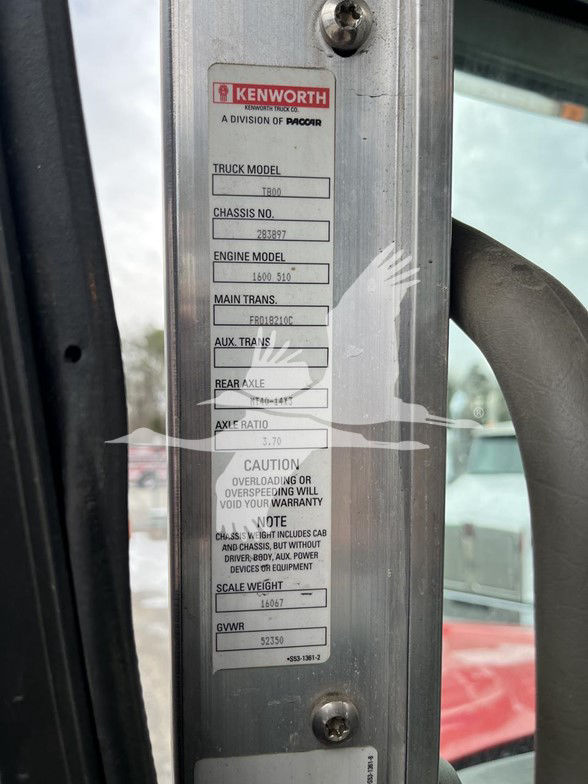 KENWORTH
KENWORTH TRUCK CO.
A DIVISION OF PACCAR
TRUCK MODEL
T800
CHASSIS NO.
283897
ENGINE MODEL
1600 510
MAIN TRANS.
FRO18210C
AUX. TRANS
REAR AXLE
MT40-14X3
AXLE RATIO
3.70
CAUTION
OVERLOADING OR
OVERSPEEDING WILL
VOID YOUR WARRANTY
NOTE
CHASSIS WEIGHT INCLUDES CAB
AND CHASSIS, BUT WITHOUT
DRIVER, BODY, AUX. POWER
DEVICES OR EQUIPMENT
SCALE WEIGHT
16067
GVWR
52350
•S53-1361-2